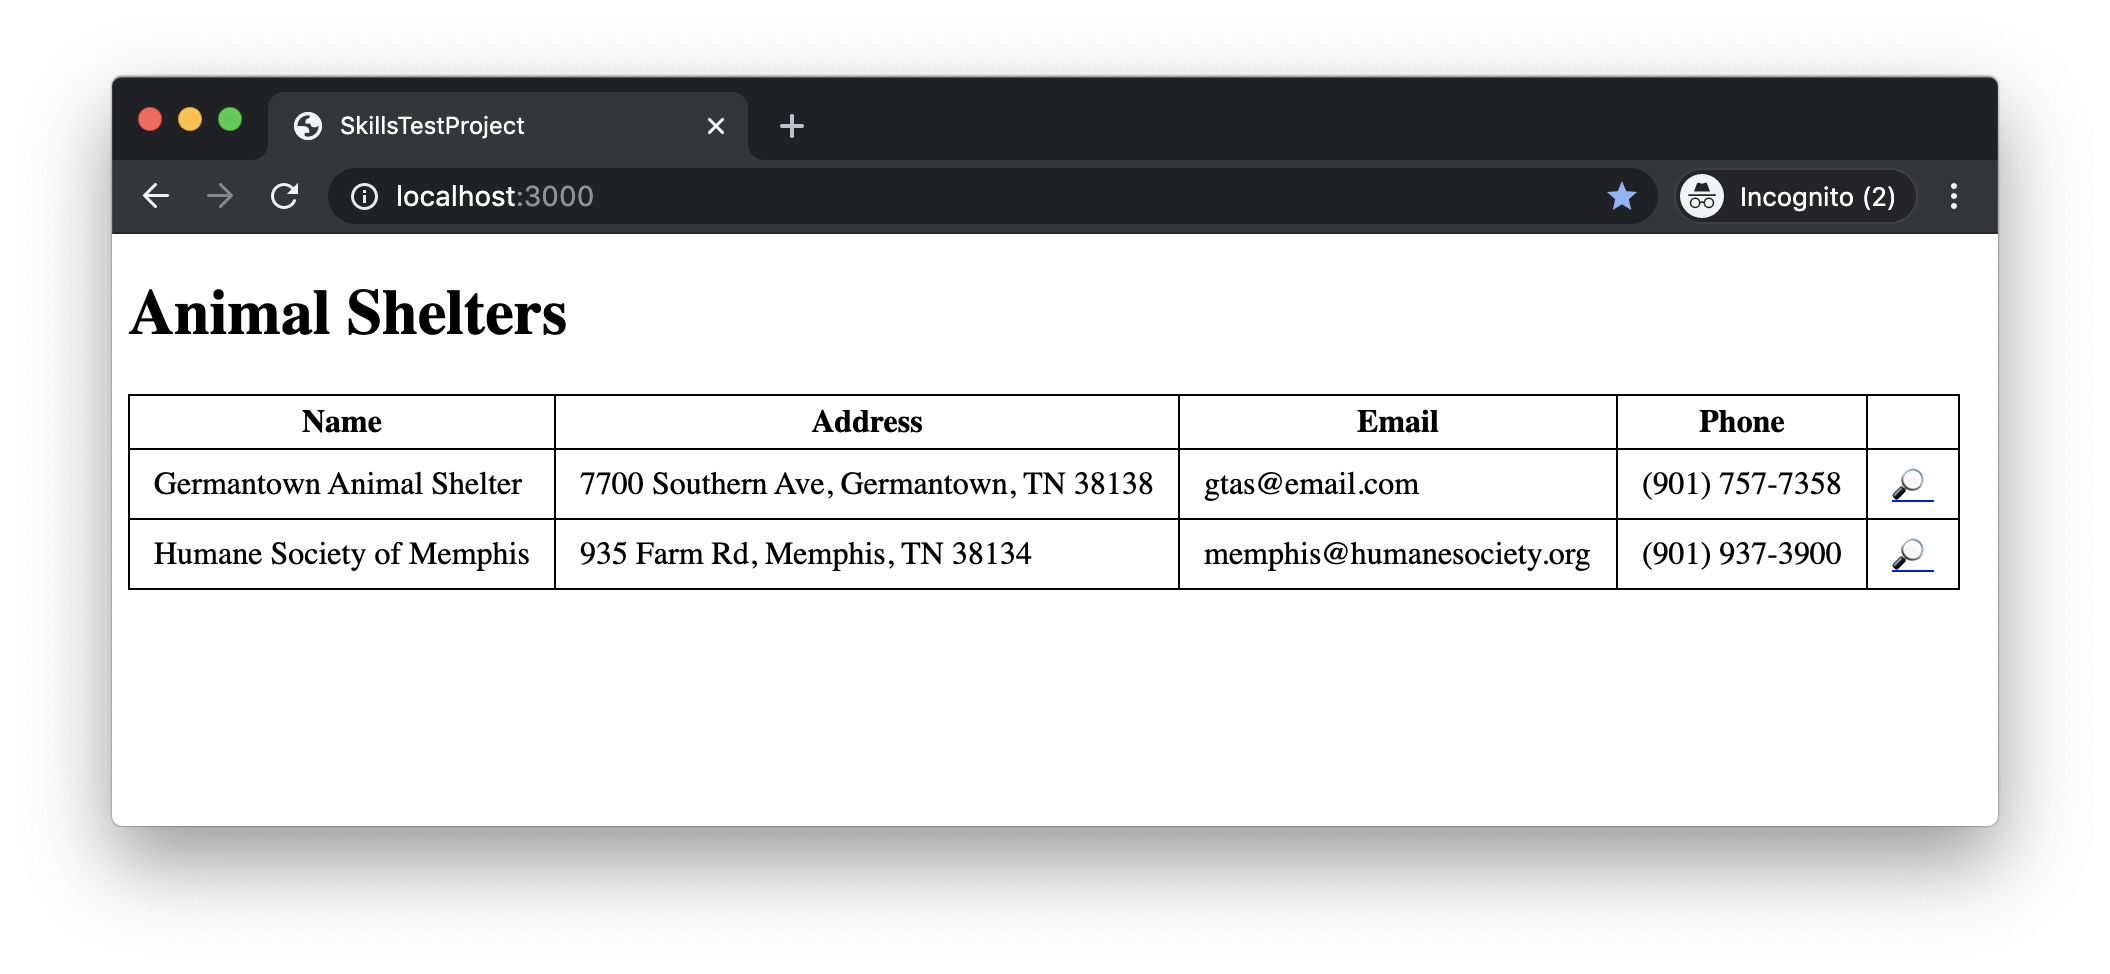 SkillsTestProject
localhost:3000
Incognito (2)
Animal Shelters
Name Address Email Phone
Germantown Animal Shelter 7700 Southern Ave, Germantown, TN 38138 gtas@email.com (901) 757-7358
Humane Society of Memphis 935 Farm Rd, Memphis, TN 38134 memphis@humanesociety.org (901) 937-3900